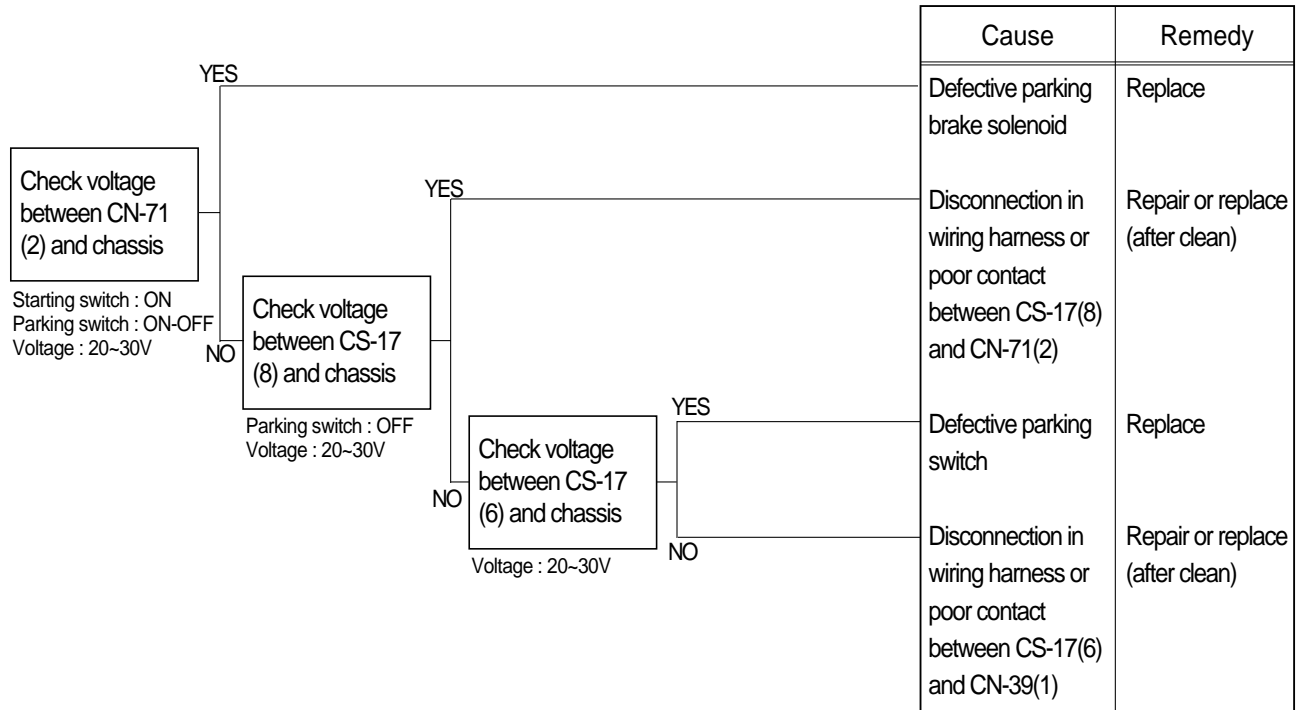 Cause
Remedy
YES
Defective parking
brake solenoid
Replace
Check voltage
between CN-71
(2) and chassis
Starting switch : ON
Parking switch : ON-OFF
Voltage : 20~30V
YES
Disconnection in
wiring harness or
poor contact
between CS-17(8)
and CN-71(2)
Repair or replace
(after clean)
NO
Check voltage
between CS-17
(8) and chassis
Parking switch : OFF
Voltage : 20~30V
YES
Defective parking
switch
Replace
NO
Check voltage
between CS-17
(6) and chassis
Voltage : 20~30V
NO
Disconnection in
wiring harness or
poor contact
between CS-17(6)
and CN-39(1)
Repair or replace
(after clean)